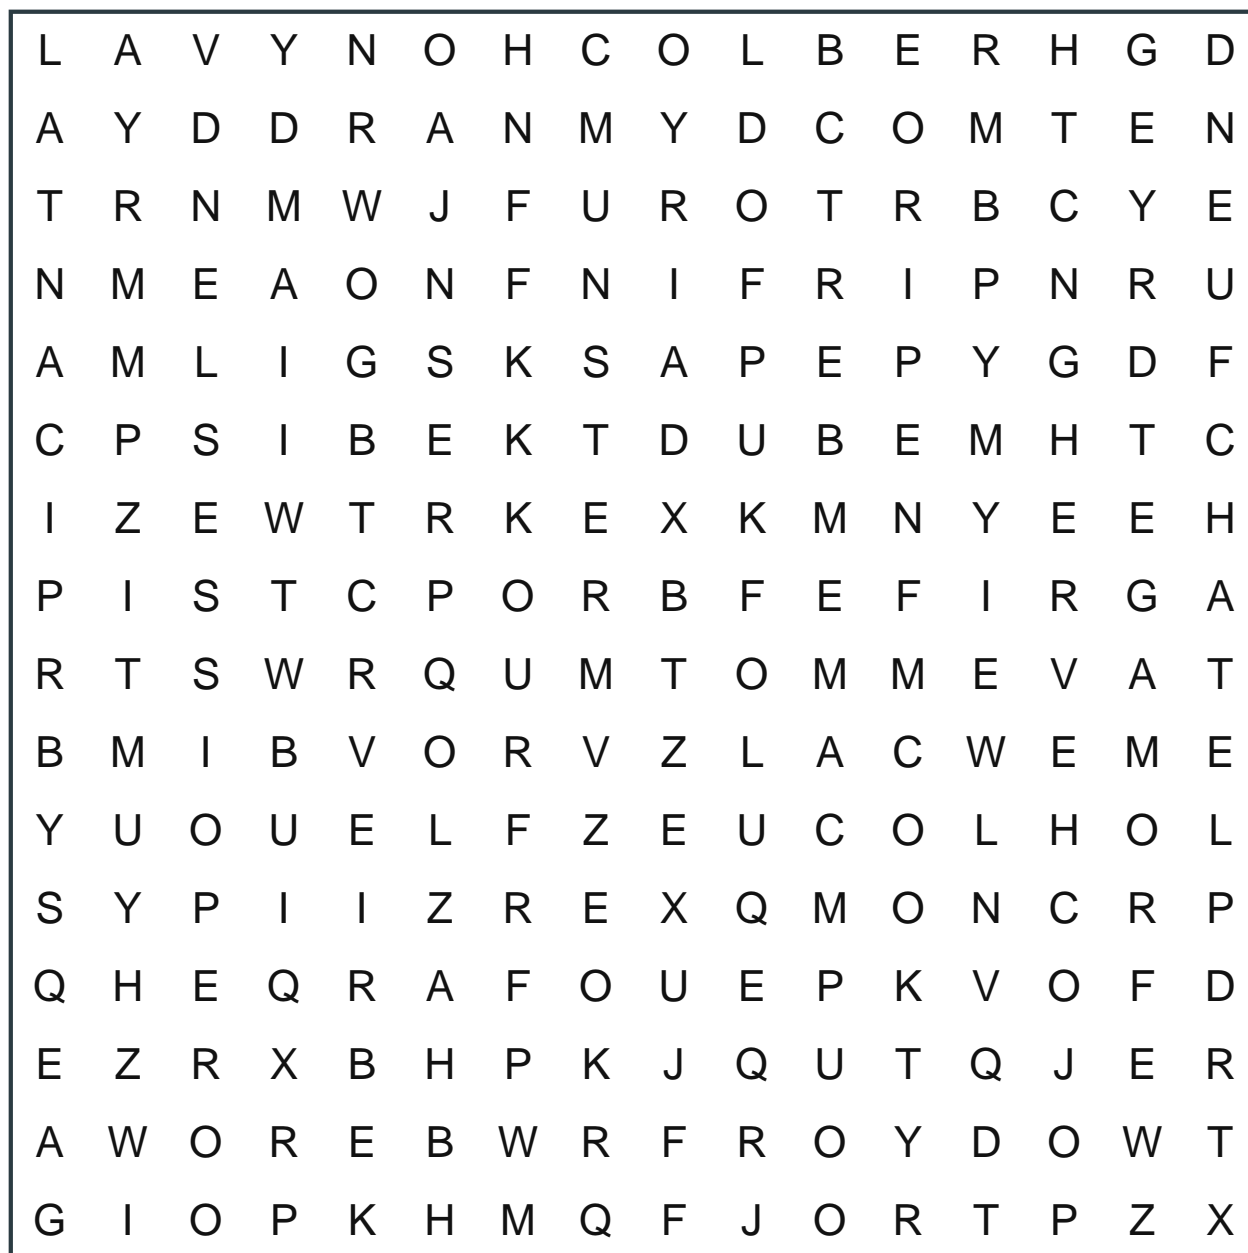 L A V Y N O H C O L B E R H G D
A Y D D R A N M Y D C O M T E N
T R N M W J F U R O T R B C Y E
N M E A O N F N I F R I P N R U
A M L I G S K S A P E P Y G D F
C P S I B E K T D U B E M H T C
I Z E W T R K E X K M N Y E E H
P I S T C P O R B F E F I R G A
R T S W R Q U M T O M M E V A T
B M I B V O R V Z L A C W E M E
Y U O U E L F Z E U C O L H O L
S Y P I I Z R E X Q M O N C R P
Q H E Q R A F O U E P K V O F D
E Z R X B H P K J Q U T Q J E R
A W O R E B W R F R O Y D O W T
G I O P K H M Q F J O R T P Z X